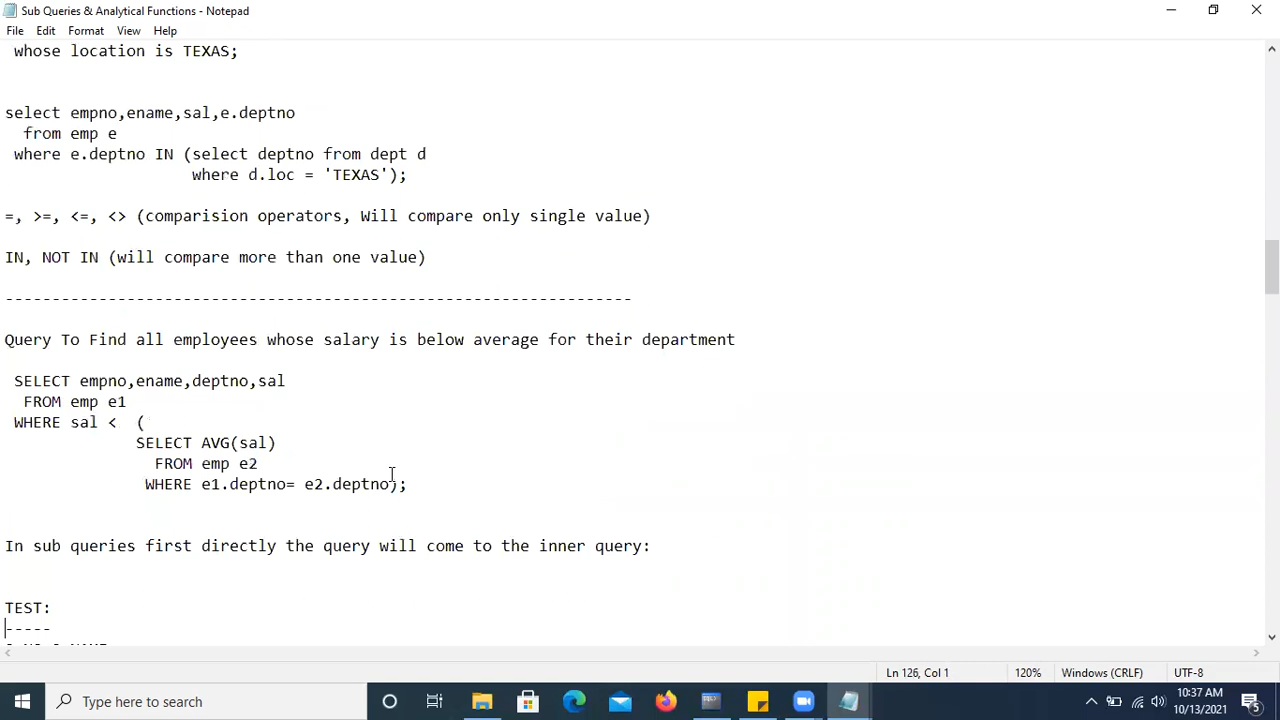 Sub Queries & Analytical Functions - Notepad
File Edit Format View Help
whose location is TEXAS;
select empno,ename,sal,e.deptno
from emp e
where e.deptno IN (select deptno from dept d
where d.loc = 'TEXAS');
=, >=, <=, <> (comparision operators, Will compare only single value)
IN, NOT IN (will compare more than one value)
-------------------------------------------------------------------
Query To Find all employees whose salary is below average for their department
SELECT empno,ename,deptno,sal
FROM emp e1
WHERE sal < (
SELECT AVG(sal)
FROM emp e2
WHERE e1.deptno= e2.deptno);
In sub queries first directly the query will come to the inner query:
TEST:
-----
Ln 126, Col 1 120% Windows (CRLF) UTF-8
Type here to search
10:37 AM
10/13/2021
5